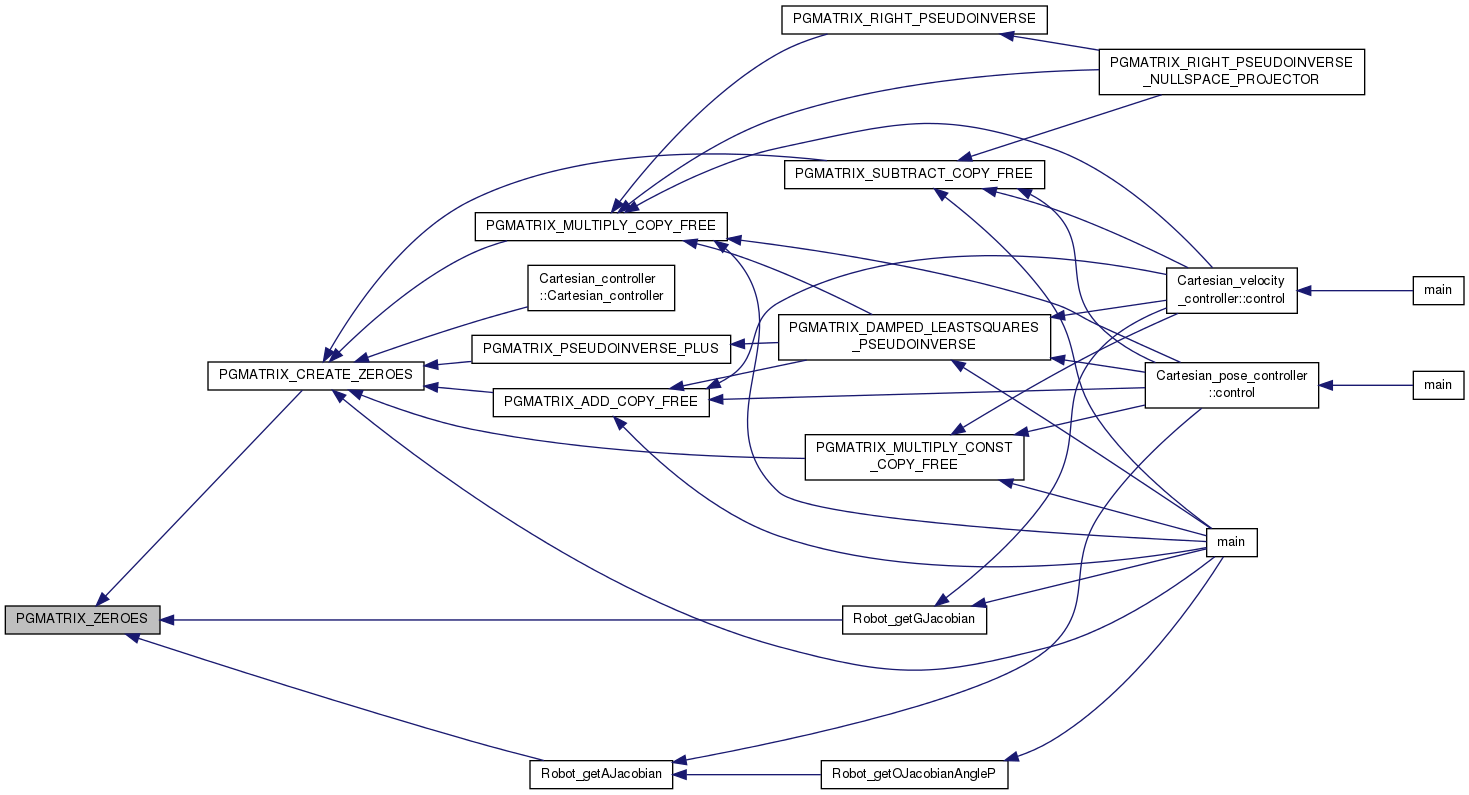 PGMATRIX_RIGHT_PSEUDOINVERSE
PGMATRIX_RIGHT_PSEUDOINVERSE
_NULLSPACE_PROJECTOR
PGMATRIX_SUBTRACT_COPY_FREE
PGMATRIX_MULTIPLY_COPY_FREE
Cartesian_controller
::Cartesian_controller
Cartesian_velocity
_controller::control
main
PGMATRIX_DAMPED_LEASTSQUARES
_PSEUDOINVERSE
PGMATRIX_PSEUDOINVERSE_PLUS
PGMATRIX_CREATE_ZEROES
Cartesian_pose_controller
::control
main
PGMATRIX_ADD_COPY_FREE
PGMATRIX_MULTIPLY_CONST
_COPY_FREE
main
PGMATRIX_ZEROES
Robot_getGJacobian
Robot_getAJacobian
Robot_getOJacobianAngleP